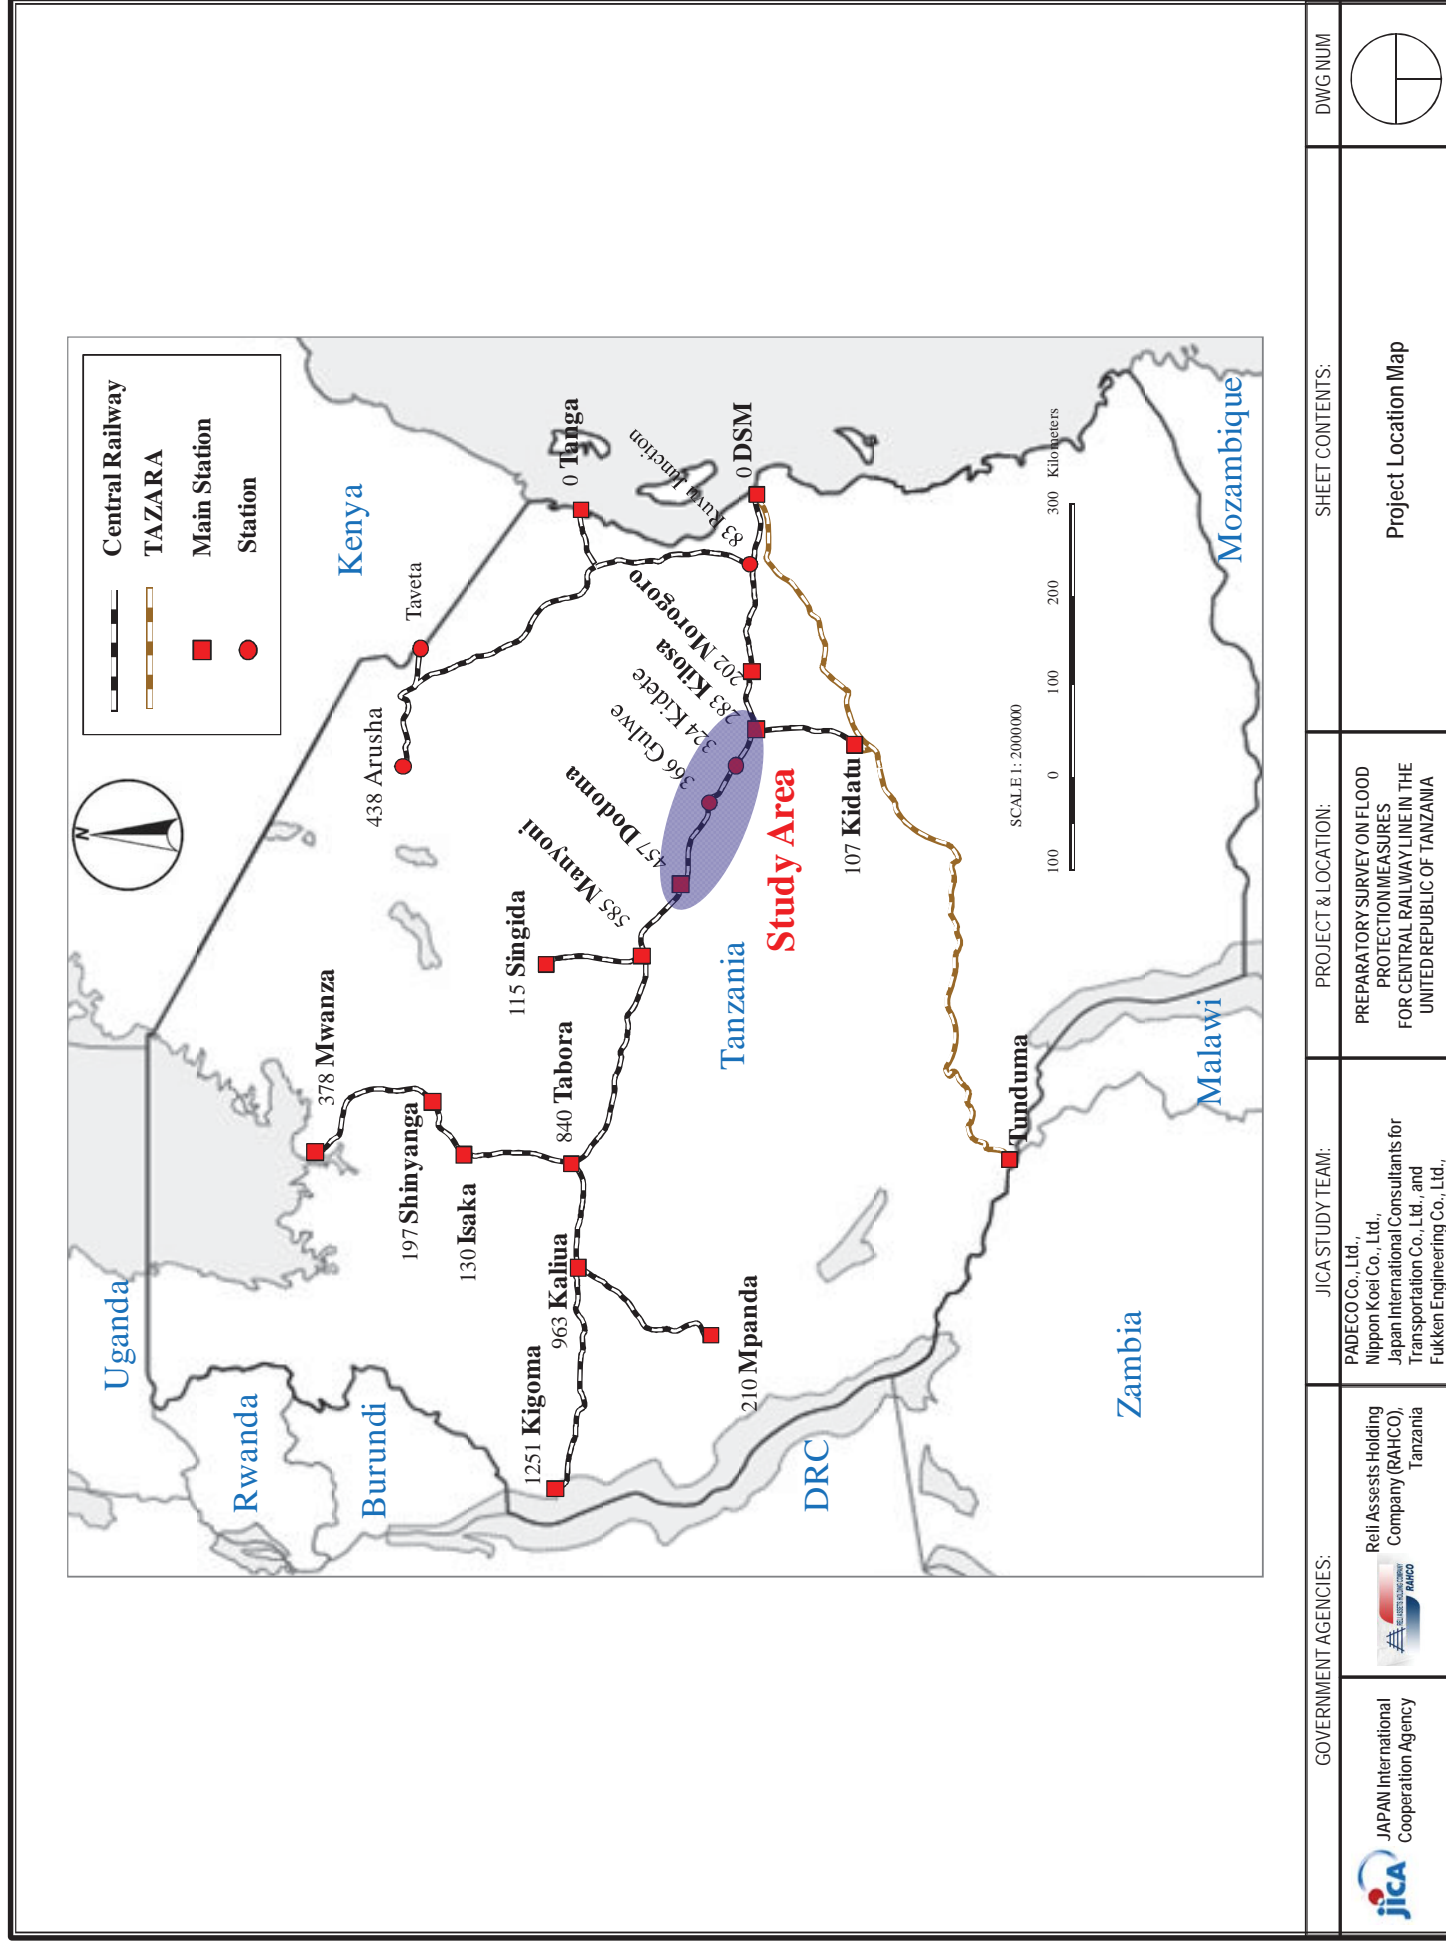 N
Central Railway
TAZARA
Main Station
Station
Uganda
Rwanda
Burundi
Kenya
DRC
Tanzania
Zambia
Malawi
Mozambique
378 Mwanza
197 Shinyanga
130 Isaka
840 Tabora
963 Kaliua
1251 Kigoma
210 Mpanda
115 Singida
585 Manyoni
457 Dodoma
366 Gulwe
324 Kidete
283 Kilosa
202 Morogoro
83 Ruvu Junction
0 DSM
0 Tanga
Taveta
438 Arusha
107 Kidatu
Tunduma
Study Area
SCALE 1: 2000000
100
0
100
200
300 Kilometers
GOVERNMENT AGENCIES:
jICA
JAPAN International
Cooperation Agency
RELI ASSETS HOLDING COMPANY
RAHCO
Reli Assests Holding
Company (RAHCO),
Tanzania
JICA STUDY TEAM:
PADECO Co., Ltd.,
Nippon Koei Co., Ltd.,
Japan International Consultants for
Transportation Co., Ltd., and
Fukken Engineering Co., Ltd.,
PROJECT & LOCATION:
PREPARATORY SURVEY ON FLOOD
PROTECTION MEASURES
FOR CENTRAL RAILWAY LINE IN THE
UNITED REPUBLIC OF TANZANIA
SHEET CONTENTS:
Project Location Map
DWG NUM